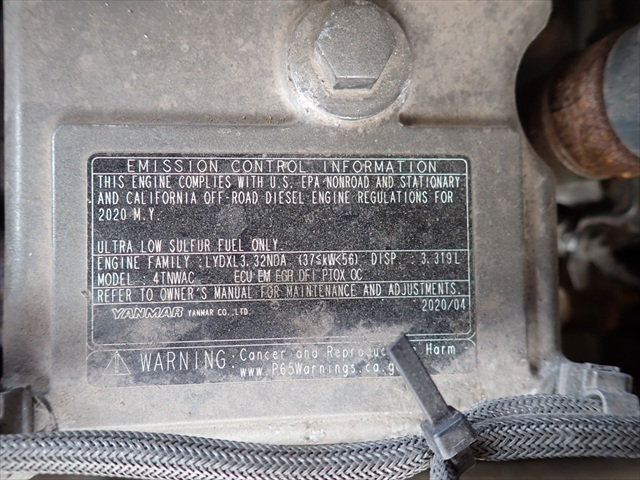 EMISSION CONTROL INFORMATION
THIS ENGINE COMPLIES WITH U.S. EPA NONROAD AND STATIONARY
AND CALIFORNIA OFF-ROAD DIESEL ENGINE REGULATIONS FOR
2020 M.Y.
ULTRA LOW SULFUR FUEL ONLY.
ENGINE FAMILY : LYDXL3.32NDA (37≤kW<56) DISP. : 3.319L
MODEL : 4TNWAC ECU EM EGR DFI PTOX OC
REFER TO OWNER'S MANUAL FOR MAINTENANCE AND ADJUSTMENTS.
YANMAR YANMAR CO.,LTD. 2020/04
WARNING: Cancer and Harm
www.P65Warnings.ca.g